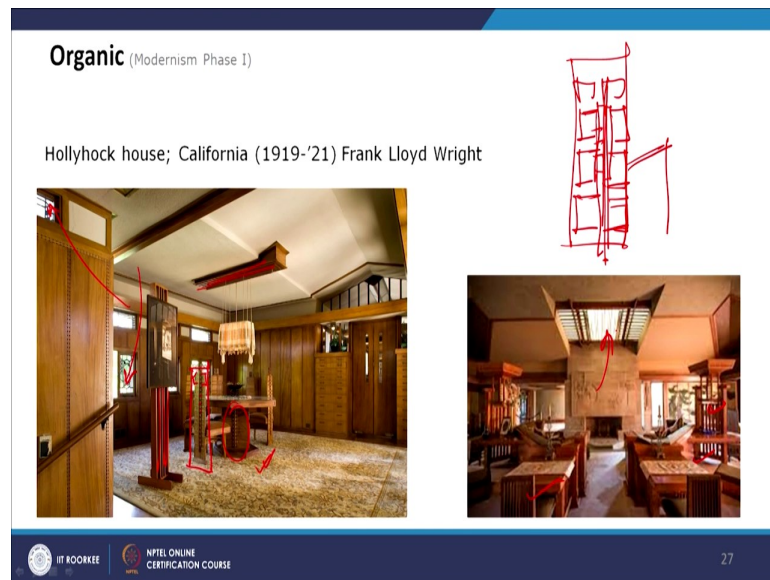 Organic (Modernism Phase I)
Hollyhock house; California (1919-'21) Frank Lloyd Wright
IIT ROORKEE
NPTEL ONLINE
CERTIFICATION COURSE
27